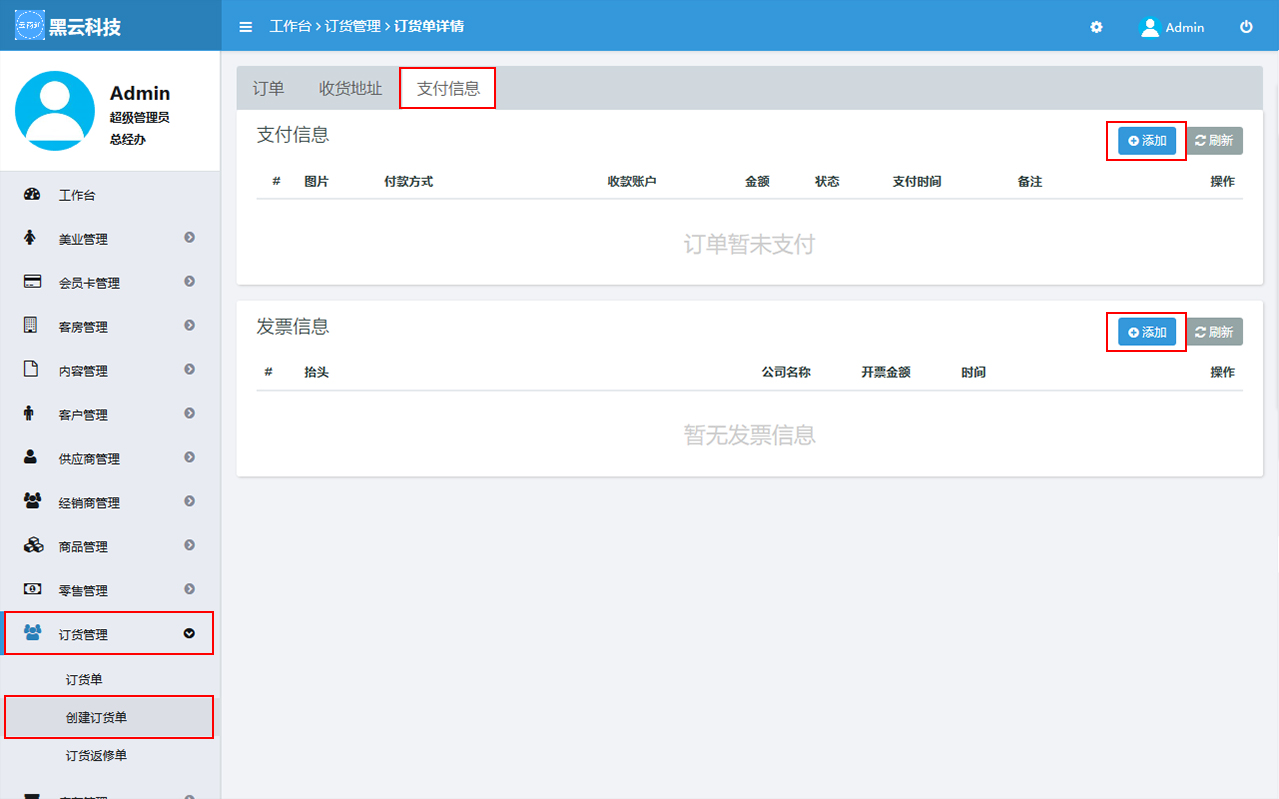 黑云科技
工作台 › 订货管理 › 订货单详情
Admin
Admin
超级管理员
总经办
工作台
美业管理
会员卡管理
客房管理
内容管理
客户管理
供应商管理
经销商管理
商品管理
零售管理
订货管理
订货单
创建订货单
订货返修单
订单 收货地址 支付信息
支付信息
添加 刷新
# 图片 付款方式 收款账户 金额 状态 支付时间 备注 操作
订单暂未支付
发票信息
添加 刷新
# 抬头 公司名称 开票金额 时间 操作
暂无发票信息